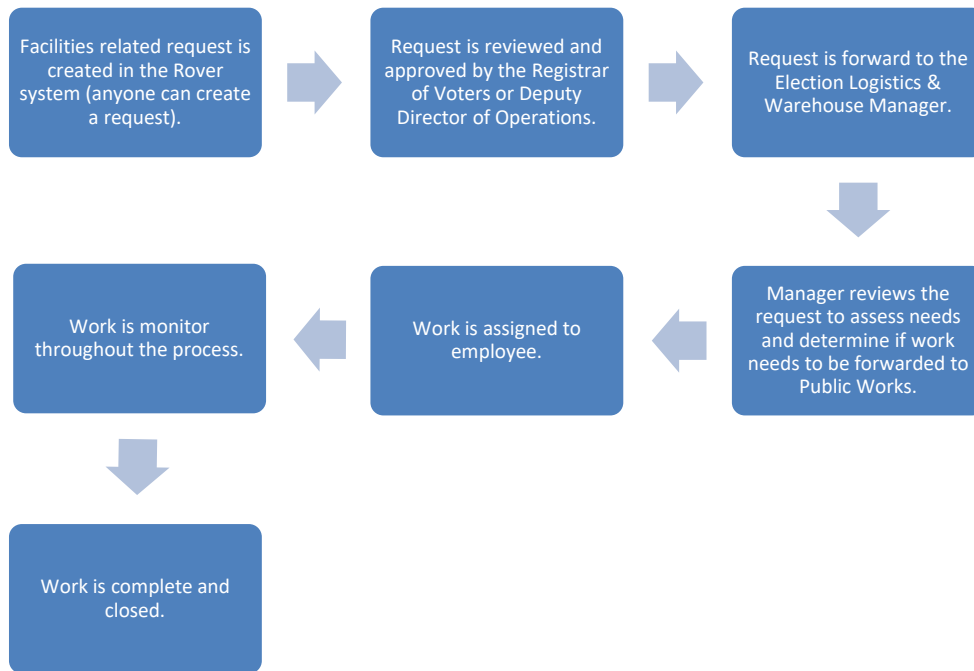 Facilities related request is
created in the Rover
system (anyone can create
a request).
Request is reviewed and
approved by the Registrar
of Voters or Deputy
Director of Operations.
Request is forward to the
Election Logistics &
Warehouse Manager.
Manager reviews the
request to assess needs
and determine if work
needs to be forwarded to
Public Works.
Work is assigned to
employee.
Work is monitor
throughout the process.
Work is complete and
closed.